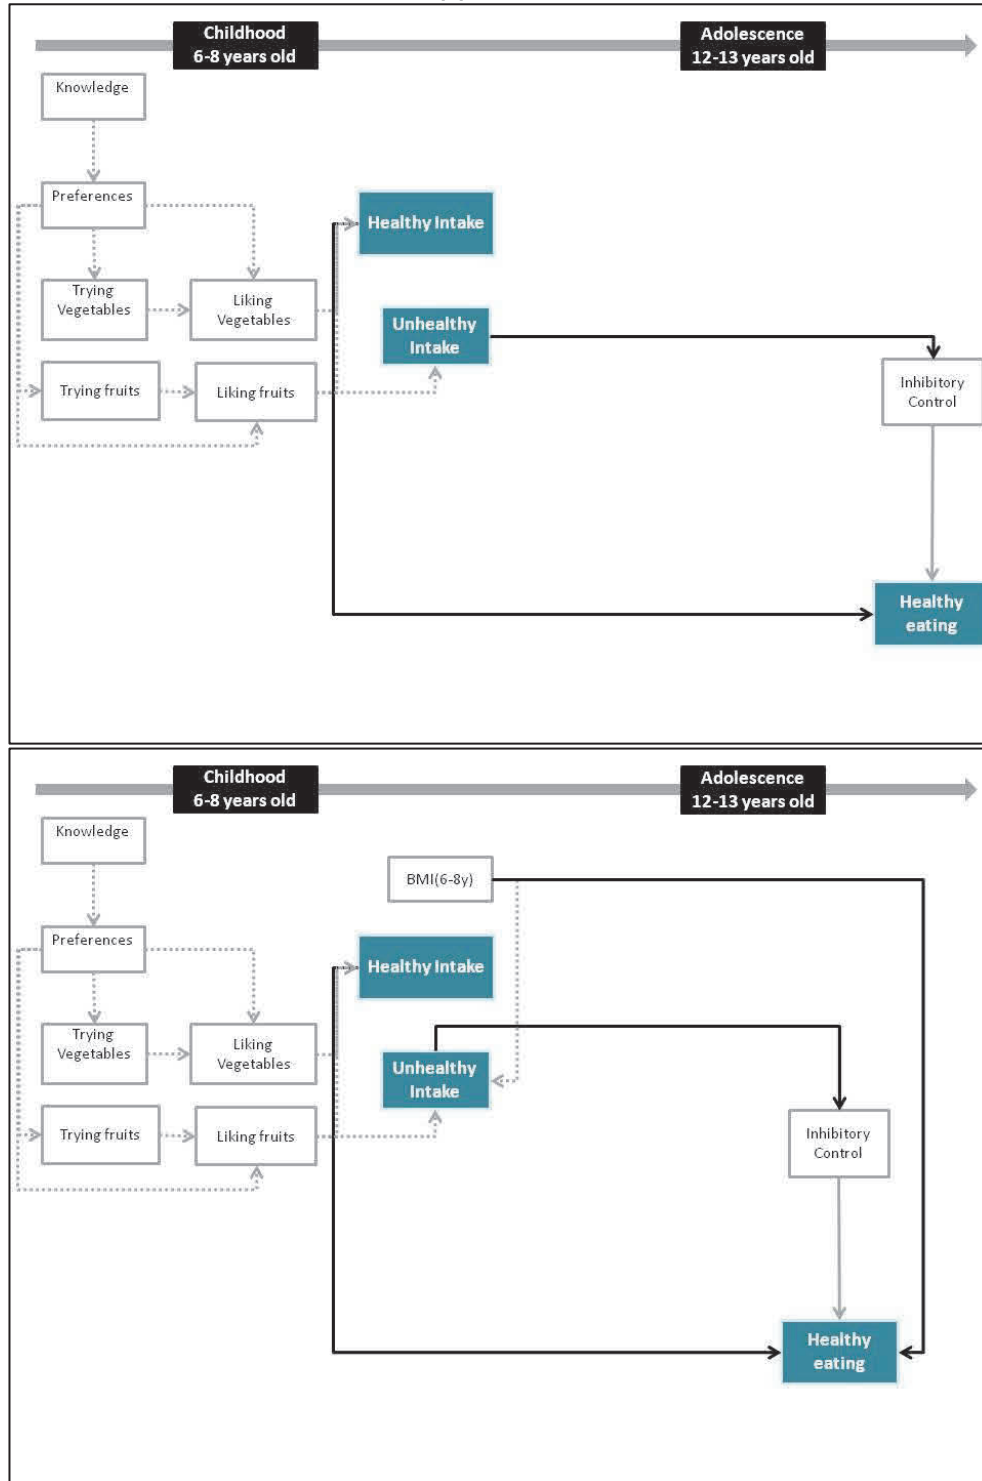 Childhood
6-8 years old
Adolescence
12-13 years old
Knowledge
Preferences
Healthy Intake
Trying
Vegetables
Liking
Vegetables
Unhealthy
Intake
Trying fruits
Liking fruits
Inhibitory
Control
Healthy
eating
Childhood
6-8 years old
Adolescence
12-13 years old
Knowledge
BMI(6-8y)
Preferences
Healthy Intake
Trying
Vegetables
Liking
Vegetables
Unhealthy
Intake
Trying fruits
Liking fruits
Inhibitory
Control
Healthy
eating